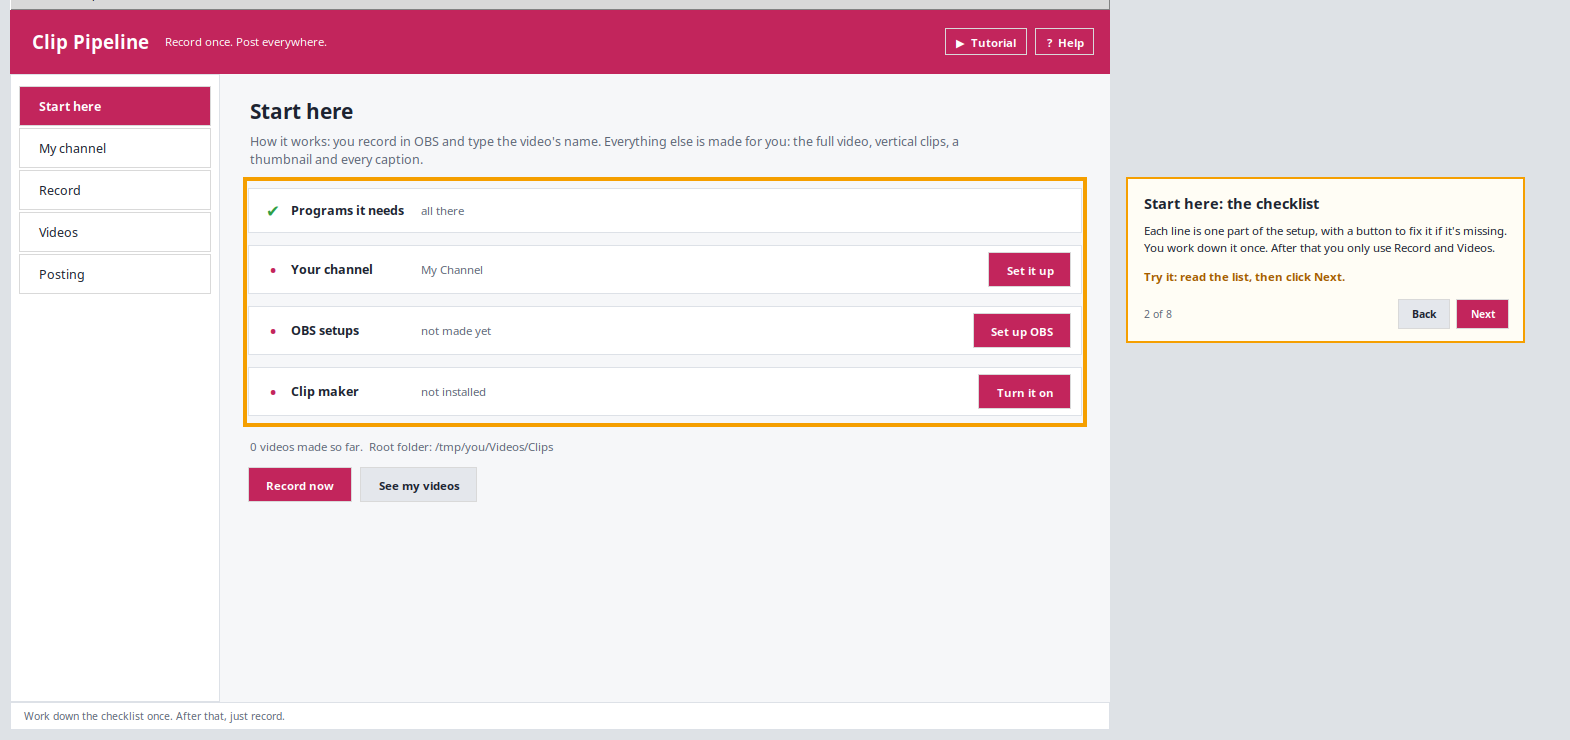 Clip Pipeline
Record once. Post everywhere.
▶ Tutorial
? Help
Start here
My channel
Record
Videos
Posting
Start here
How it works: you record in OBS and type the video's name. Everything else is made for you: the full video, vertical clips, a
thumbnail and every caption.
✔ Programs it needs all there
• Your channel My Channel Set it up
• OBS setups not made yet Set up OBS
• Clip maker not installed Turn it on
0 videos made so far. Root folder: /tmp/you/Videos/Clips
Record now See my videos
Work down the checklist once. After that, just record.
Start here: the checklist
Each line is one part of the setup, with a button to fix it if it's missing.
You work down it once. After that you only use Record and Videos.
Try it: read the list, then click Next.
2 of 8 Back Next